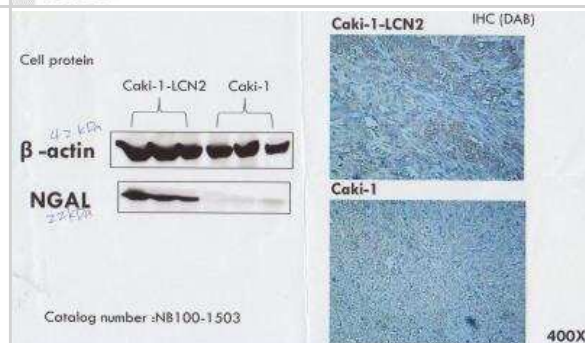 Cell protein
Caki-1-LCN2 Caki-1
42 kDa
β -actin
NGAL
22kDa
Catalog number :NB100-1503
Caki-1-LCN2 IHC (DAB)
Caki-1
400X